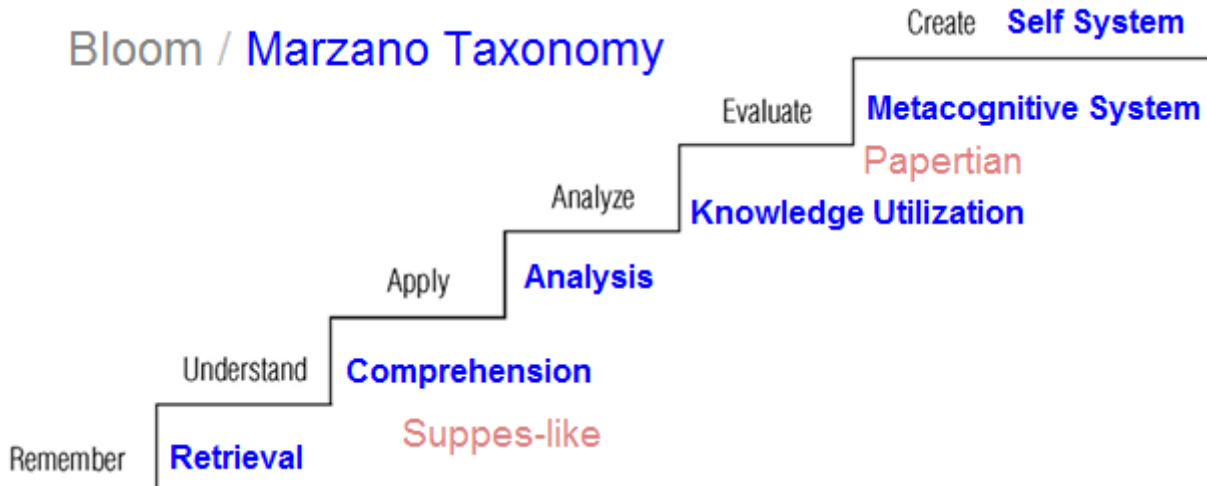 Create Self System
Bloom / Marzano Taxonomy
Evaluate Metacognitive System
Papertian
Analyze Knowledge Utilization
Apply Analysis
Understand Comprehension
Suppes-like
Remember Retrieval